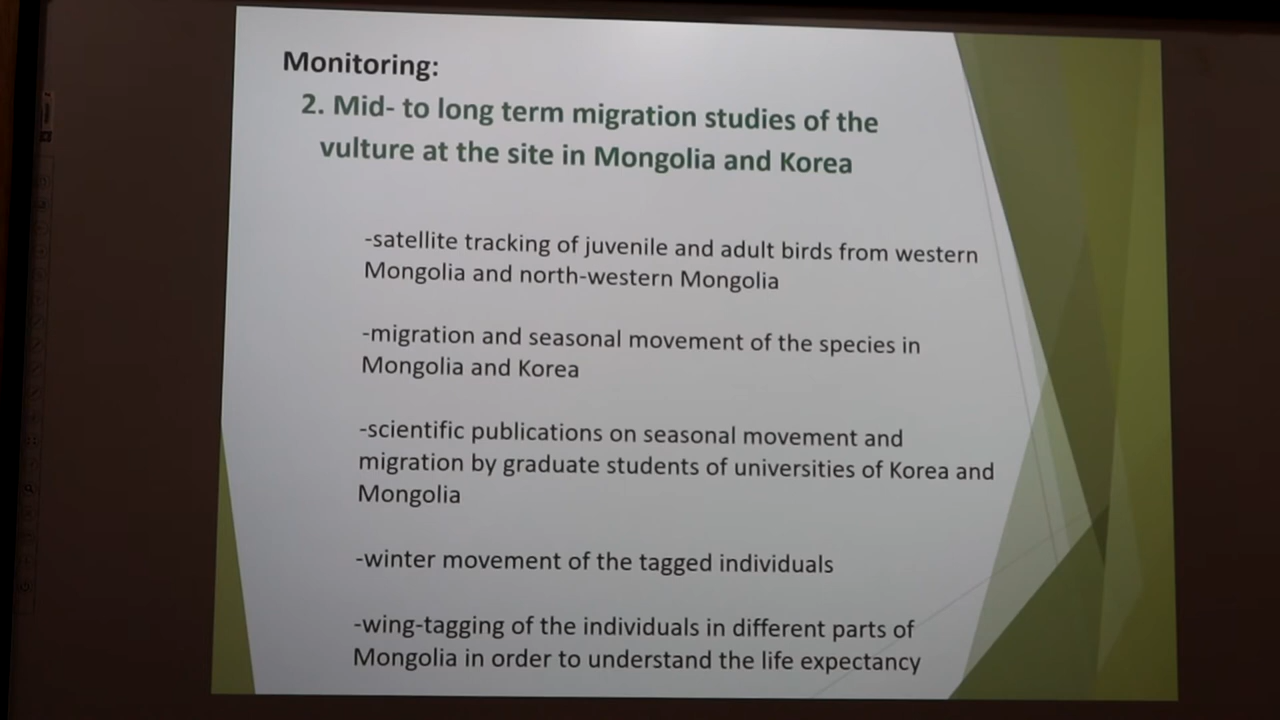 Monitoring:
2. Mid- to long term migration studies of the
vulture at the site in Mongolia and Korea
-satellite tracking of juvenile and adult birds from western
Mongolia and north-western Mongolia
-migration and seasonal movement of the species in
Mongolia and Korea
-scientific publications on seasonal movement and
migration by graduate students of universities of Korea and
Mongolia
-winter movement of the tagged individuals
-wing-tagging of the individuals in different parts of
Mongolia in order to understand the life expectancy